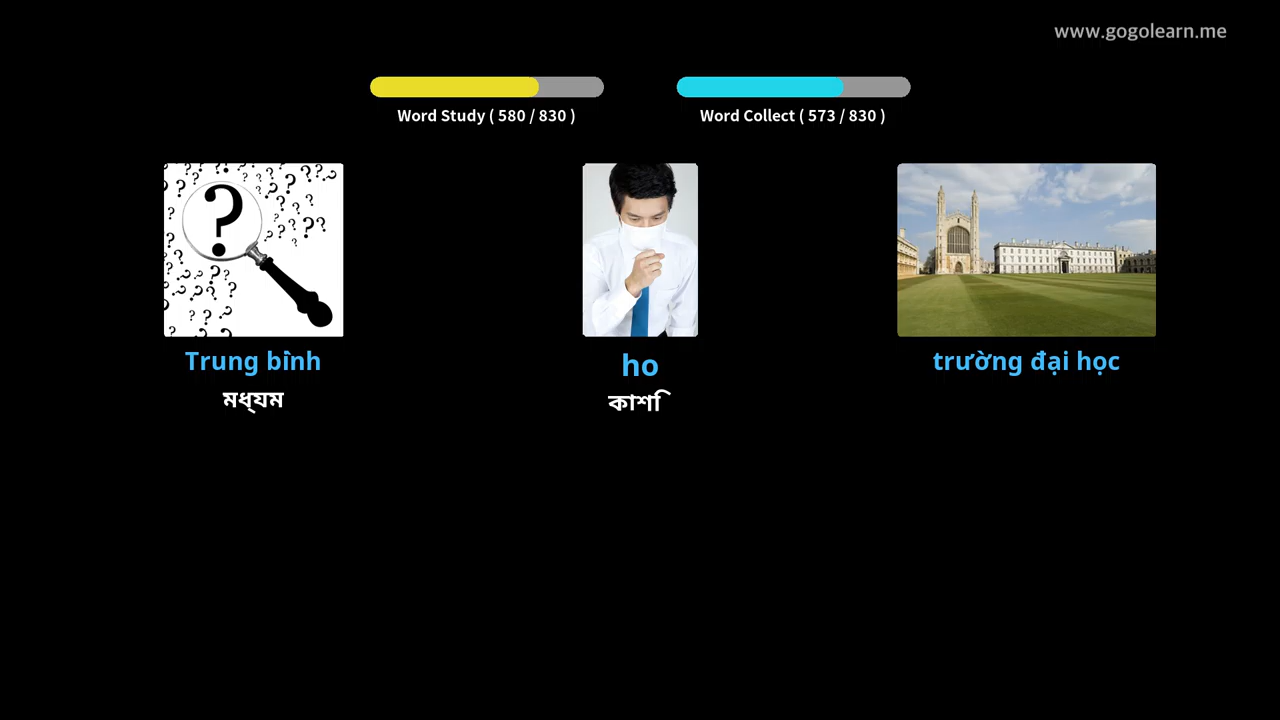 www.gogolearn.me
Word Study ( 580 / 830 )
Word Collect ( 573 / 830 )
Trung bình
ho
trường đại học
মধ্যম
কাশি